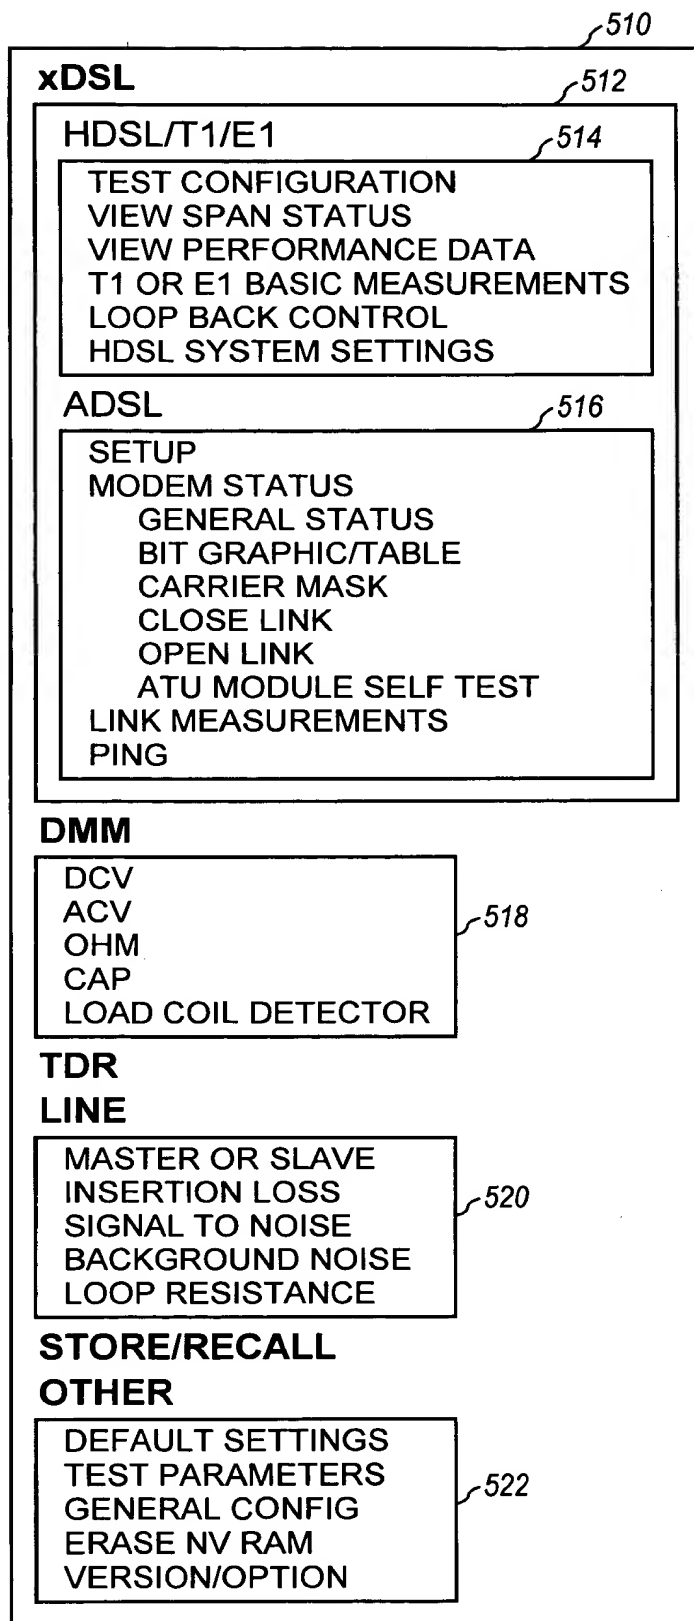 510
xDSL
512
HDSL/T1/E1
514
TEST CONFIGURATION
VIEW SPAN STATUS
VIEW PERFORMANCE DATA
T1 OR E1 BASIC MEASUREMENTS
LOOP BACK CONTROL
HDSL SYSTEM SETTINGS
ADSL
516
SETUP
MODEM STATUS
GENERAL STATUS
BIT GRAPHIC/TABLE
CARRIER MASK
CLOSE LINK
OPEN LINK
ATU MODULE SELF TEST
LINK MEASUREMENTS
PING
DMM
DCV
ACV
OHM
CAP
LOAD COIL DETECTOR
518
TDR
LINE
MASTER OR SLAVE
INSERTION LOSS
SIGNAL TO NOISE
BACKGROUND NOISE
LOOP RESISTANCE
520
STORE/RECALL
OTHER
DEFAULT SETTINGS
TEST PARAMETERS
GENERAL CONFIG
ERASE NV RAM
VERSION/OPTION
522